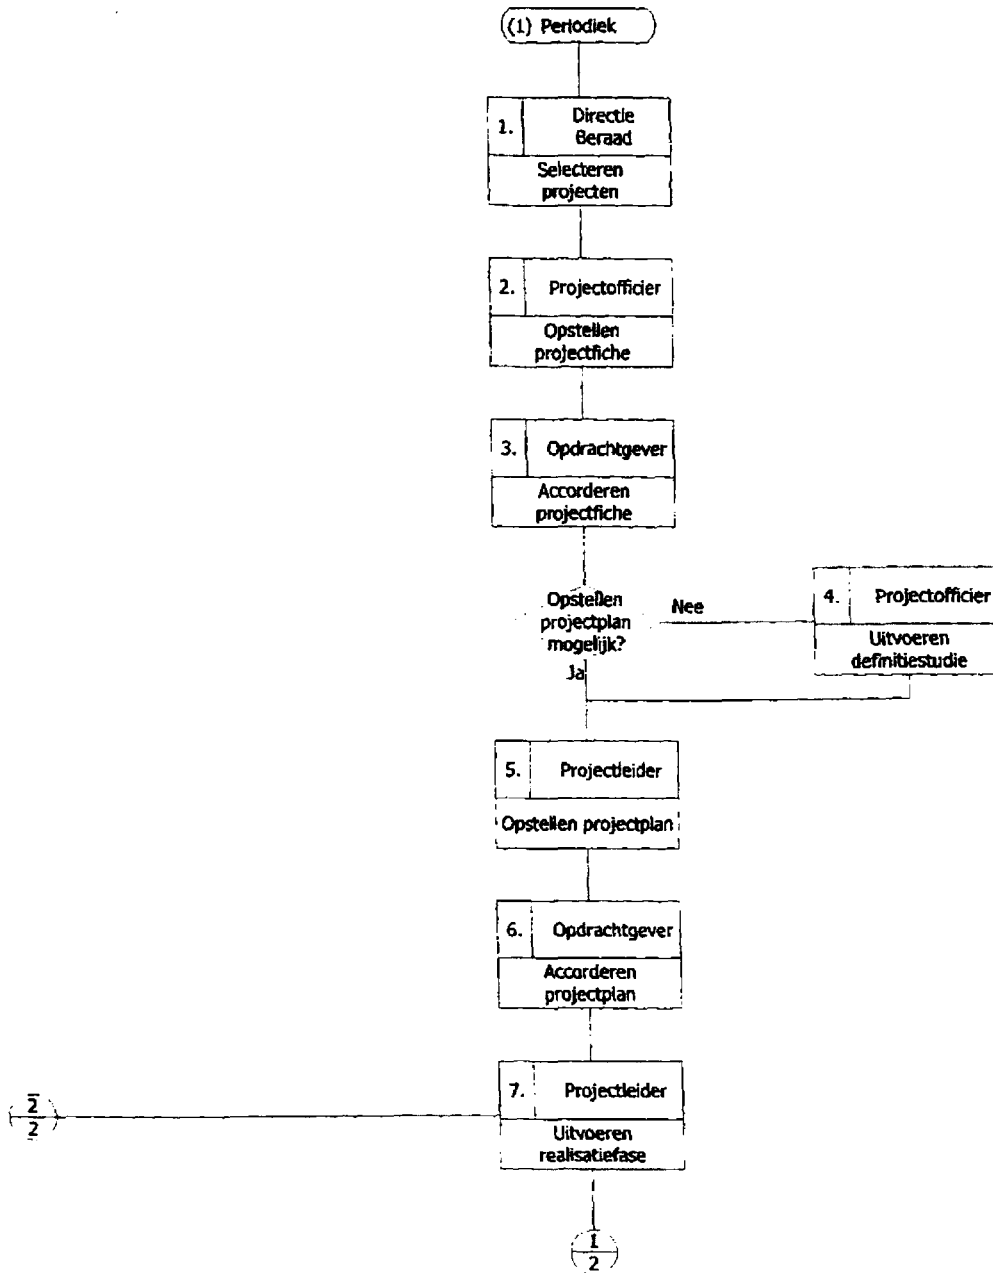 (1) Periodiek
1. Directie
Beraad
Selecteren
projecten
2. Projectofficier
Opstellen
projectfiche
3. Opdrachtgever
Accorderen
projectfiche
Opstellen
projectplan
mogelijk?
Nee
Ja
4. Projectofficier
Uitvoeren
definitiestudie
5. Projectleider
Opstellen projectplan
6. Opdrachtgever
Accorderen
projectplan
7. Projectleider
Uitvoeren
realisatiefase
2
2
1
2